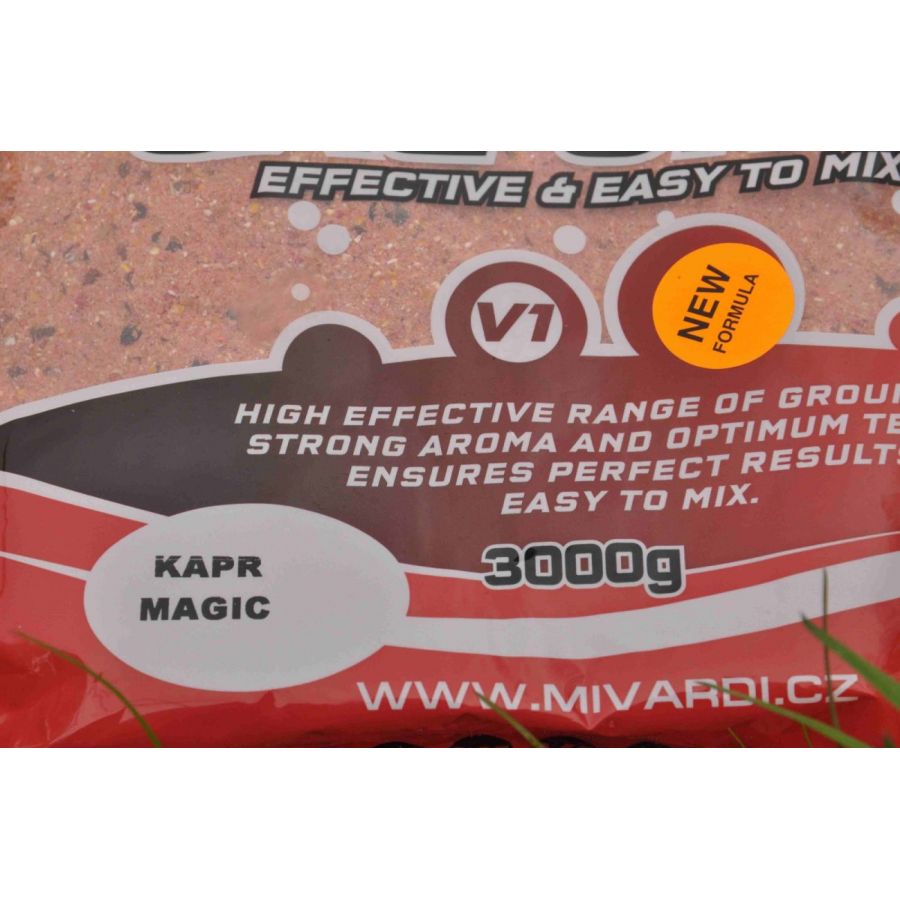 EFFECTIVE & EASY TO MIX
V1
NEW
FORMULA
HIGH EFFECTIVE RANGE OF
STRONG AROMA AND OPTIMUM
ENSURES PERFECT RESULTS
EASY TO MIX.
KAPR
MAGIC
3000g
WWW.MIVARDI.CZ